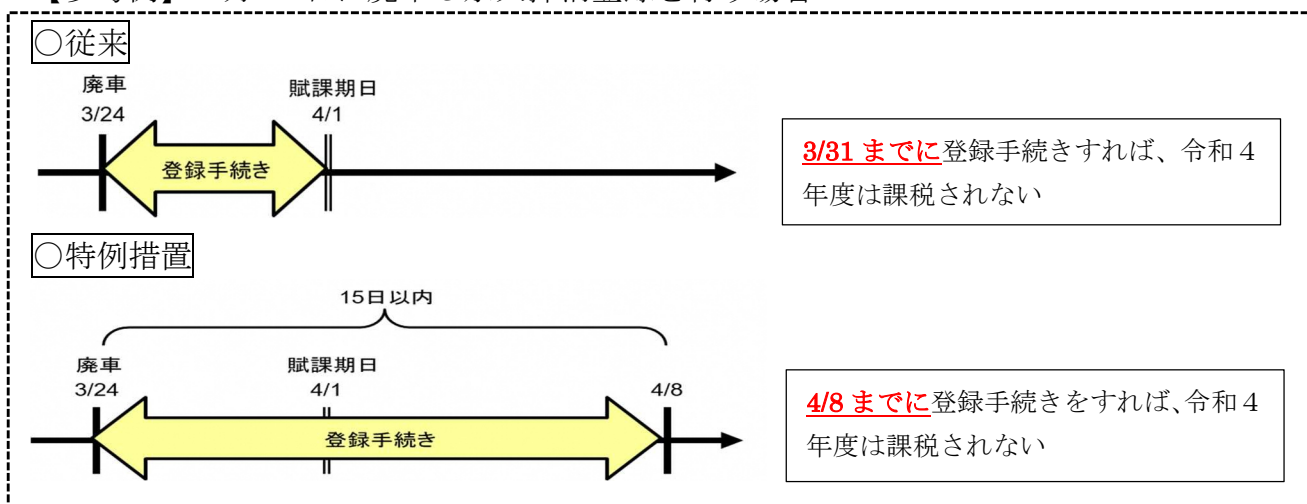 ○従来
廃車
3/24
賦課期日
4/1
登録手続き
3/31 までに登録手続きすれば、令和４
年度は課税されない
○特例措置
15日以内
廃車
3/24
賦課期日
4/1
4/8
登録手続き
4/8 までに登録手続きをすれば、令和４
年度は課税されない